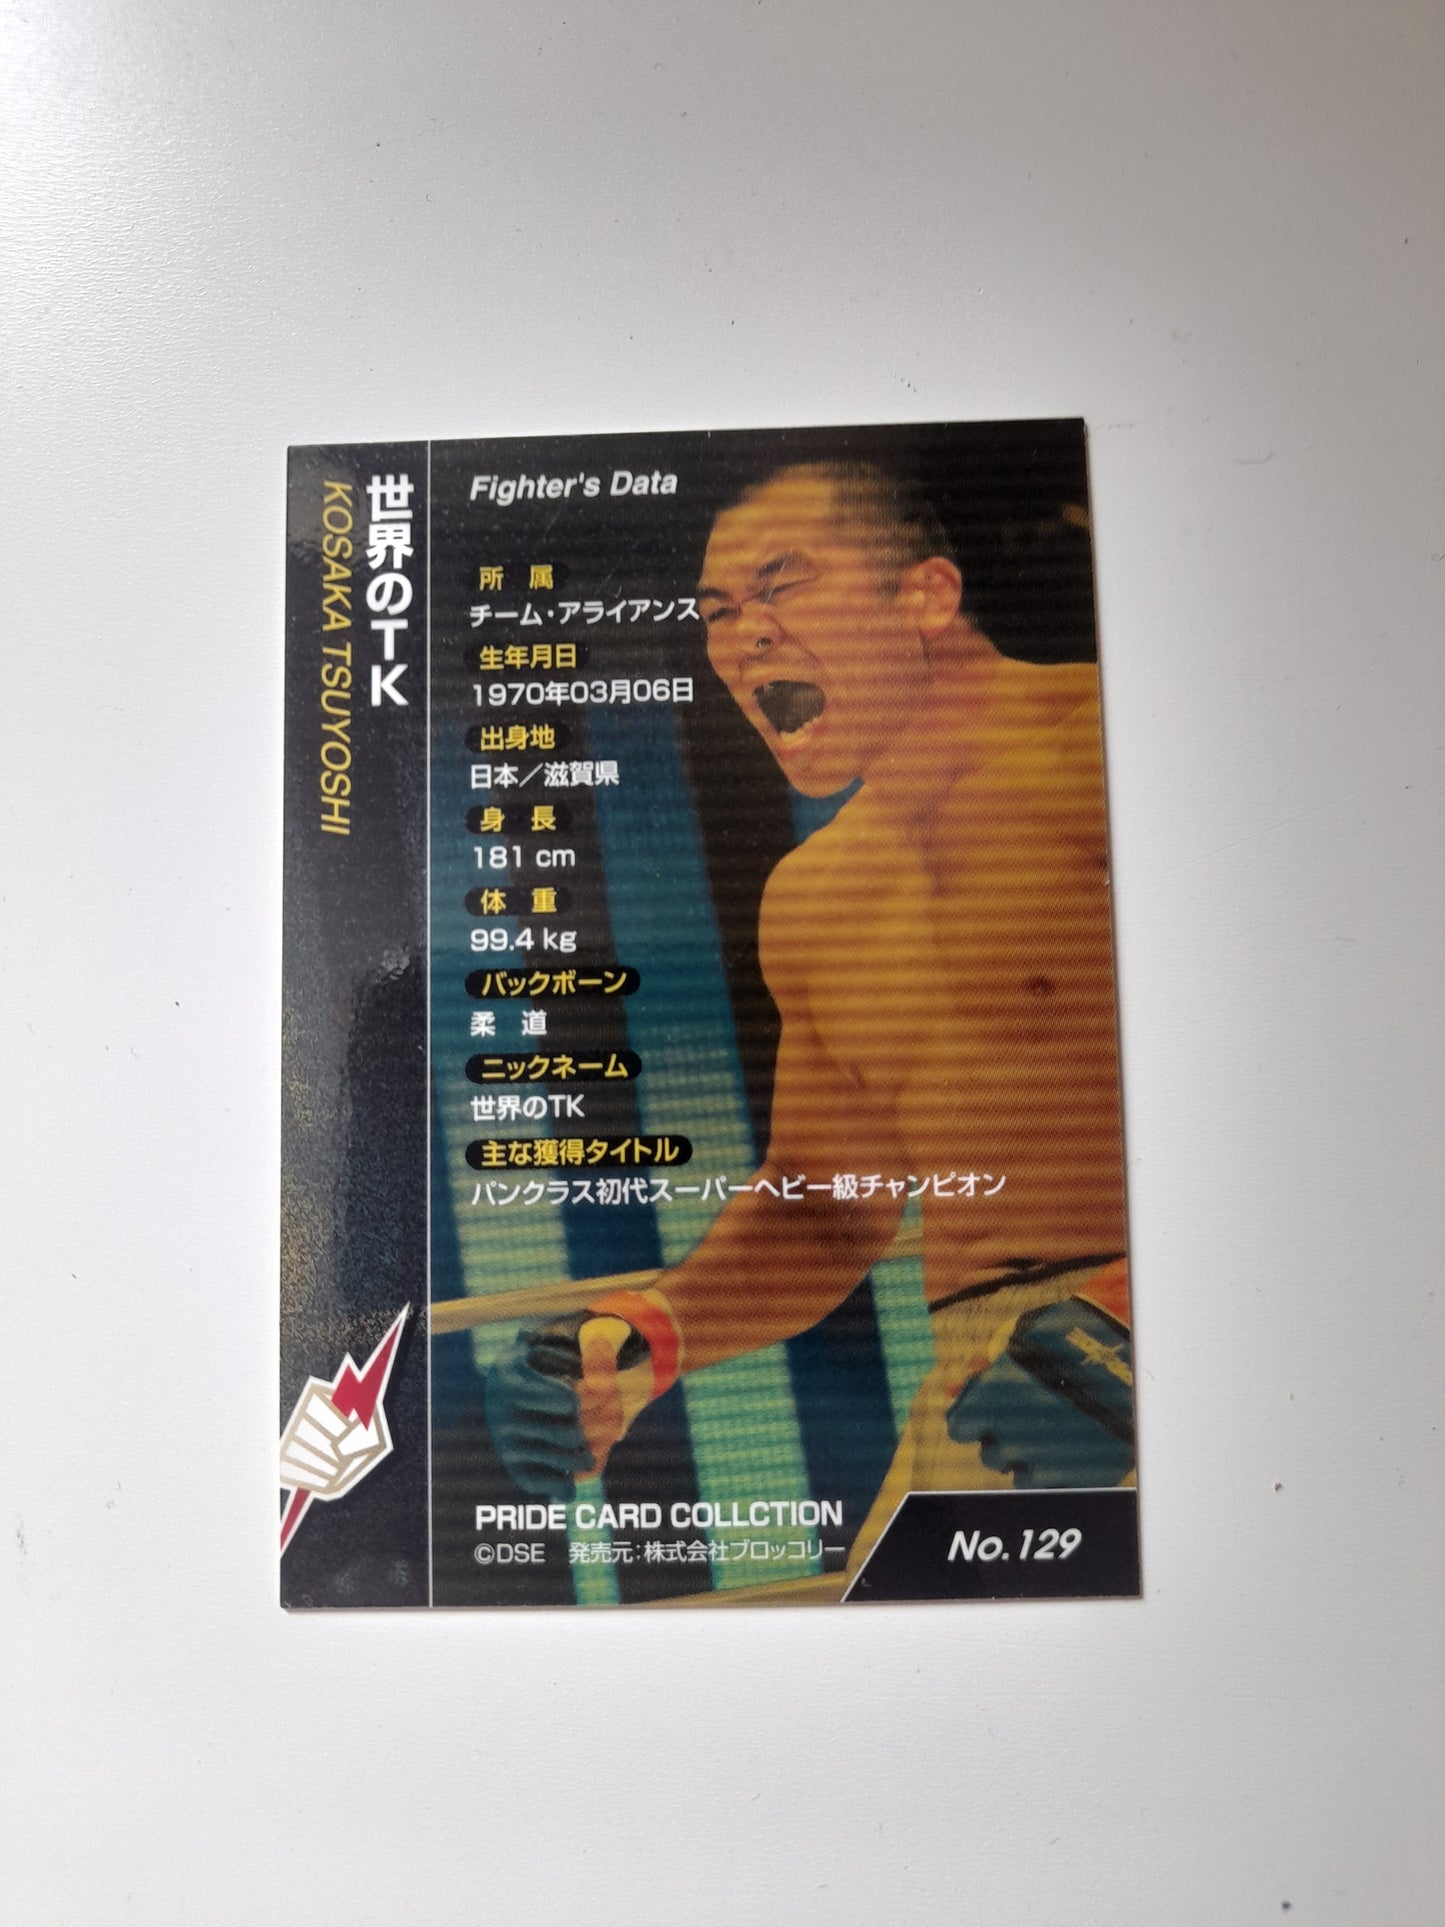 世界のTK
KOSAKA TSUYOSHI
Fighter's Data
所 属
チーム・アライアンス
生年月日
1970年03月06日
出身地
日本／滋賀県
身 長
181 cm
体 重
99.4 kg
バックボーン
柔 道
ニックネーム
世界のTK
主な獲得タイトル
パンクラス初代スーパーヘビー級チャンピオン
PRIDE CARD COLLCTION
©DSE 発売元：株式会社ブロッコリー
No.129